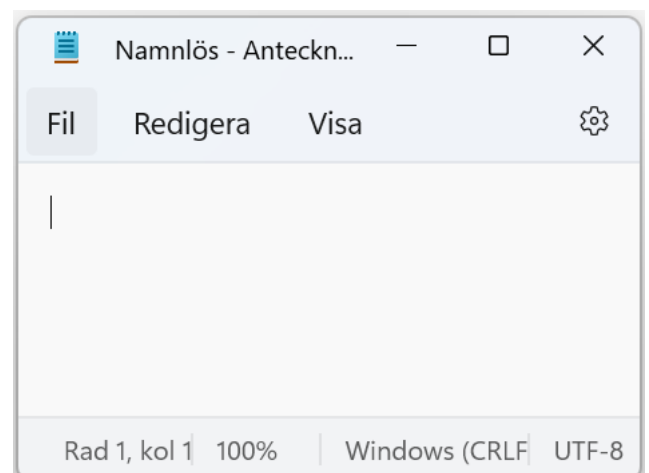 Namnlös - Anteckn...
Fil Redigera Visa
Rad 1, kol 1 100% Windows (CRLF UTF-8